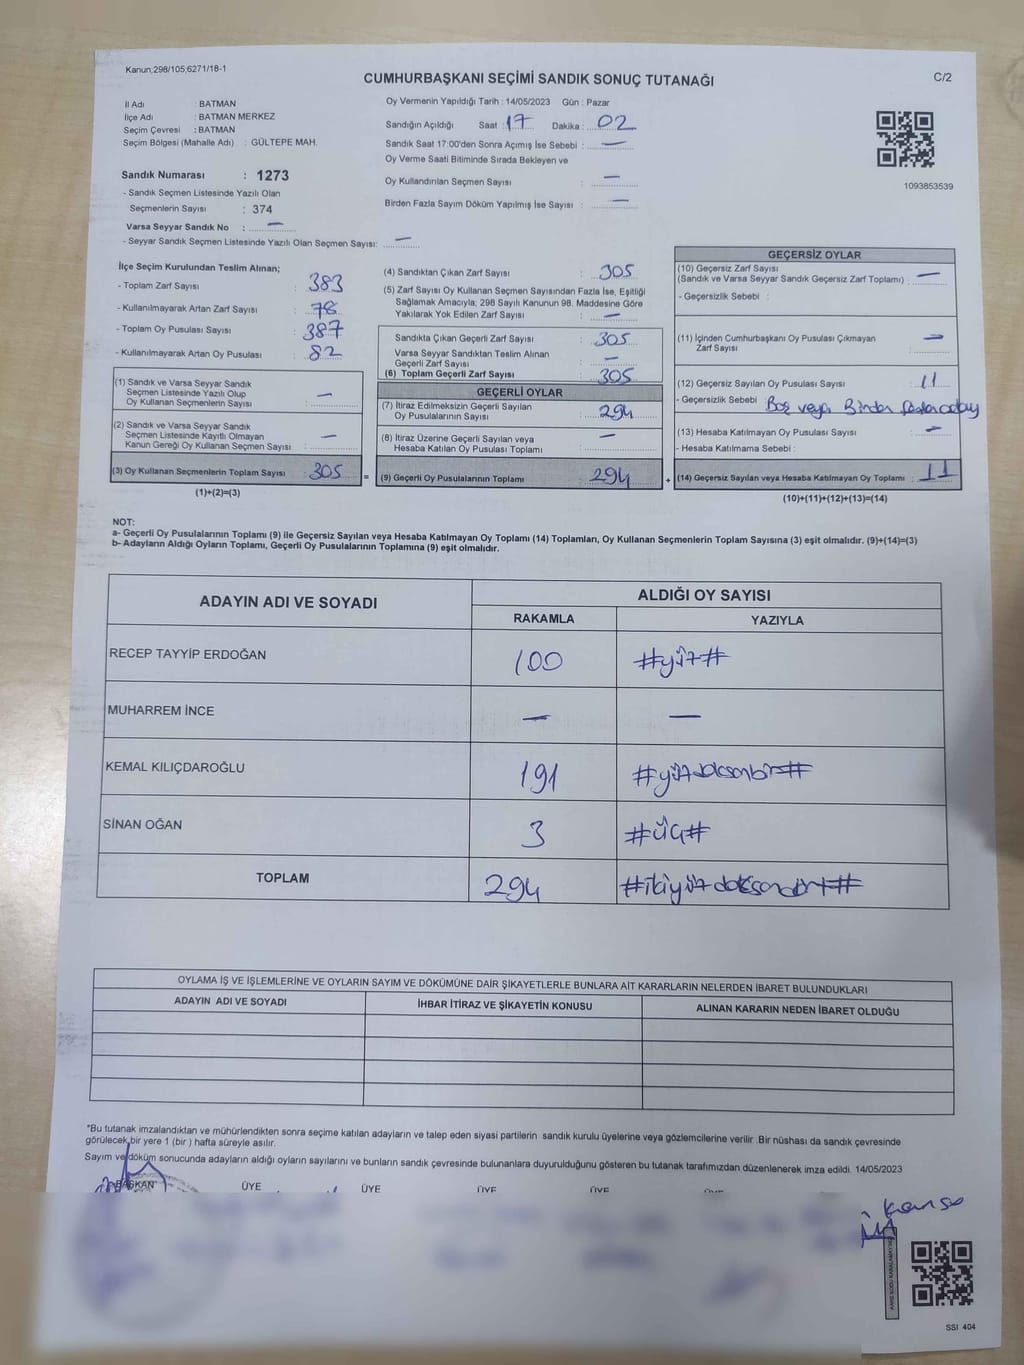 Kanun;298/105;6271/18-1
CUMHURBAŞKANI SEÇİMİ SANDIK SONUÇ TUTANAĞI
C/2
İl Adı : BATMAN
İlçe Adı : BATMAN MERKEZ
Seçim Çevresi : BATMAN
Seçim Bölgesi (Mahalle Adı) : GÜLTEPE MAH.
Sandık Numarası : 1273
- Sandık Seçmen Listesinde Yazılı Olan
Seçmenlerin Sayısı : 374
Varsa Seyyar Sandık No : —
- Seyyar Sandık Seçmen Listesinde Yazılı Olan Seçmen Sayısı: —
Oy Vermenin Yapıldığı Tarih : 14/05/2023 Gün : Pazar
Sandığın Açıldığı Saat : 17 Dakika : 02
Sandık Saat 17:00'den Sonra Açımış İse Sebebi : —
Oy Verme Saati Bitiminde Sırada Bekleyen ve
Oy Kullandırılan Seçmen Sayısı : —
Birden Fazla Sayım Döküm Yapılmış İse Sayısı : —
1093853539
İlçe Seçim Kurulundan Teslim Alınan;
- Toplam Zarf Sayısı : 383
- Kullanılmayarak Artan Zarf Sayısı : 78
- Toplam Oy Pusulası Sayısı : 387
- Kullanılmayarak Artan Oy Pusulası : 82
(1) Sandık ve Varsa Seyyar Sandık
Seçmen Listesinde Yazılı Olup
Oy Kullanan Seçmenlerin Sayısı : —
(2) Sandık ve Varsa Seyyar Sandık
Seçmen Listesinde Kayıtlı Olmayan
Kanun Gereği Oy Kullanan Seçmen Sayısı : —
(3) Oy Kullanan Seçmenlerin Toplam Sayısı : 305 =
(1)+(2)=(3)
(4) Sandıktan Çıkan Zarf Sayısı : 305
(5) Zarf Sayısı Oy Kullanan Seçmen Sayısından Fazla İse, Eşitliği
Sağlamak Amacıyla; 298 Sayılı Kanunun 98. Maddesine Göre
Yakılarak Yok Edilen Zarf Sayısı : —
Sandıkta Çıkan Geçerli Zarf Sayısı : 305
Varsa Seyyar Sandıktan Teslim Alınan
Geçerli Zarf Sayısı : —
(6) Toplam Geçerli Zarf Sayısı : 305
GEÇERLİ OYLAR
(7) İtiraz Edilmeksizin Geçerli Sayılan
Oy Pusulalarının Sayısı : 294
(8) İtiraz Üzerine Geçerli Sayılan veya
Hesaba Katılan Oy Pusulası Toplamı : —
(9) Geçerli Oy Pusulalarının Toplamı : 294 +
GEÇERSİZ OYLAR
(10) Geçersiz Zarf Sayısı
(Sandık ve Varsa Seyyar Sandık Geçersiz Zarf Toplamı) : —
- Geçersizlik Sebebi :
(11) İçinden Cumhurbaşkanı Oy Pusulası Çıkmayan
Zarf Sayısı : —
(12) Geçersiz Sayılan Oy Pusulası Sayısı : 11
- Geçersizlik Sebebi : Boş veya Birden fazla aday
(13) Hesaba Katılmayan Oy Pusulası Sayısı : —
- Hesaba Katılmama Sebebi :
(14) Geçersiz Sayılan veya Hesaba Katılmayan Oy Toplamı : 11
(10)+(11)+(12)+(13)=(14)
NOT:
a- Geçerli Oy Pusulalarının Toplamı (9) ile Geçersiz Sayılan veya Hesaba Katılmayan Oy Toplamı (14) Toplamları, Oy Kullanan Seçmenlerin Toplam Sayısına (3) eşit olmalıdır. (9)+(14)=(3)
b- Adayların Aldığı Oyların Toplamı, Geçerli Oy Pusulalarının Toplamına (9) eşit olmalıdır.
ADAYIN ADI VE SOYADI ALDIĞI OY SAYISI
RAKAMLA YAZIYLA
RECEP TAYYİP ERDOĞAN 100 #yüz#
MUHARREM İNCE — —
KEMAL KILIÇDAROĞLU 191 #yüzdoksanbir#
SİNAN OĞAN 3 #üç#
TOPLAM 294 #ikiyüzdoksandört#
OYLAMA İŞ VE İŞLEMLERİNE VE OYLARIN SAYIM VE DÖKÜMÜNE DAİR ŞİKAYETLERLE BUNLARA AİT KARARLARIN NELERDEN İBARET BULUNDUKLARI
ADAYIN ADI VE SOYADI İHBAR İTİRAZ VE ŞİKAYETİN KONUSU ALINAN KARARIN NEDEN İBARET OLDUĞU
*Bu tutanak imzalandıktan ve mühürlendikten sonra seçime katılan adayların ve talep eden siyasi partilerin sandık kurulu üyelerine veya gözlemcilerine verilir .Bir nüshası da sandık çevresinde
görülecek bir yere 1 (bir ) hafta süreyle asılır.
Sayım ve döküm sonucunda adayların aldığı oyların sayılarını ve bunların sandık çevresinde bulunanlara duyurulduğunu gösteren bu tutanak tarafımızdan düzenlenerek imza edildi. 14/05/2023
BAŞKAN ÜYE ÜYE ÜYE ÜYE ÜYE
SSI 404